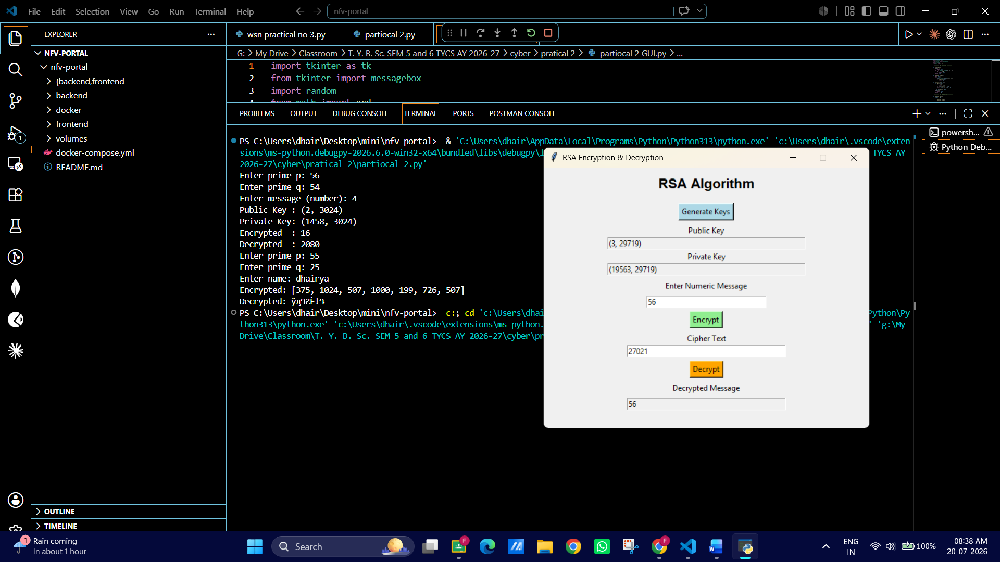 File Edit Selection View Go Run Terminal Help
nfv-portal
EXPLORER
NFV-PORTAL
nfv-portal
{backend,frontend
backend
docker
frontend
volumes
docker-compose.yml
README.md
OUTLINE
TIMELINE
1
wsn practical no 3.py
partiocal 2.py
G: > My Drive > Classroom > T. Y. B. Sc. SEM 5 and 6 TYCS AY 2026-27 > cyber > pratical 2 > partiocal 2 GUI.py > ...
1 import tkinter as tk
2 from tkinter import messagebox
3 import random
4 from math import gcd
PROBLEMS OUTPUT DEBUG CONSOLE TERMINAL PORTS POSTMAN CONSOLE
PS C:\Users\dhair\Desktop\mini\nfv-portal> & 'C:\Users\dhair\AppData\Local\Programs\Python\Python313\python.exe' 'c:\Users\dhair\.vscode\exten
sions\ms-python.debugpy-2026.6.0-win32-x64\bundled\libs\debugpy\l TYCS AY
2026-27\cyber\pratical 2\partiocal 2.py'
Enter prime p: 56
Enter prime q: 54
Enter message (number): 4
Public Key : (2, 3024)
Private Key: (1458, 3024)
Encrypted : 16
Decrypted : 2080
Enter prime p: 55
Enter prime q: 25
Enter name: dhairya
Encrypted: [375, 1024, 507, 1000, 199, 726, 507]
PS C:\Users\dhair\Desktop\mini\nfv-portal> c:; cd 'c:\Users\dhai ython\Py
thon313\python.exe' 'c:\Users\dhair\.vscode\extensions\ms-python. ' 'g:\My
Drive\Classroom\T. Y. B. Sc. SEM 5 and 6 TYCS AY 2026-27\cyber\pr
powersh...
Python Deb...
RSA Encryption & Decryption
RSA Algorithm
Generate Keys
Public Key
(3, 29719)
Private Key
(19563, 29719)
Enter Numeric Message
56
Encrypt
Cipher Text
27021
Decrypt
Decrypted Message
56
1
Rain coming
In about 1 hour
Search
F
F
ENG
IN
100%
08:38 AM
20-07-2026